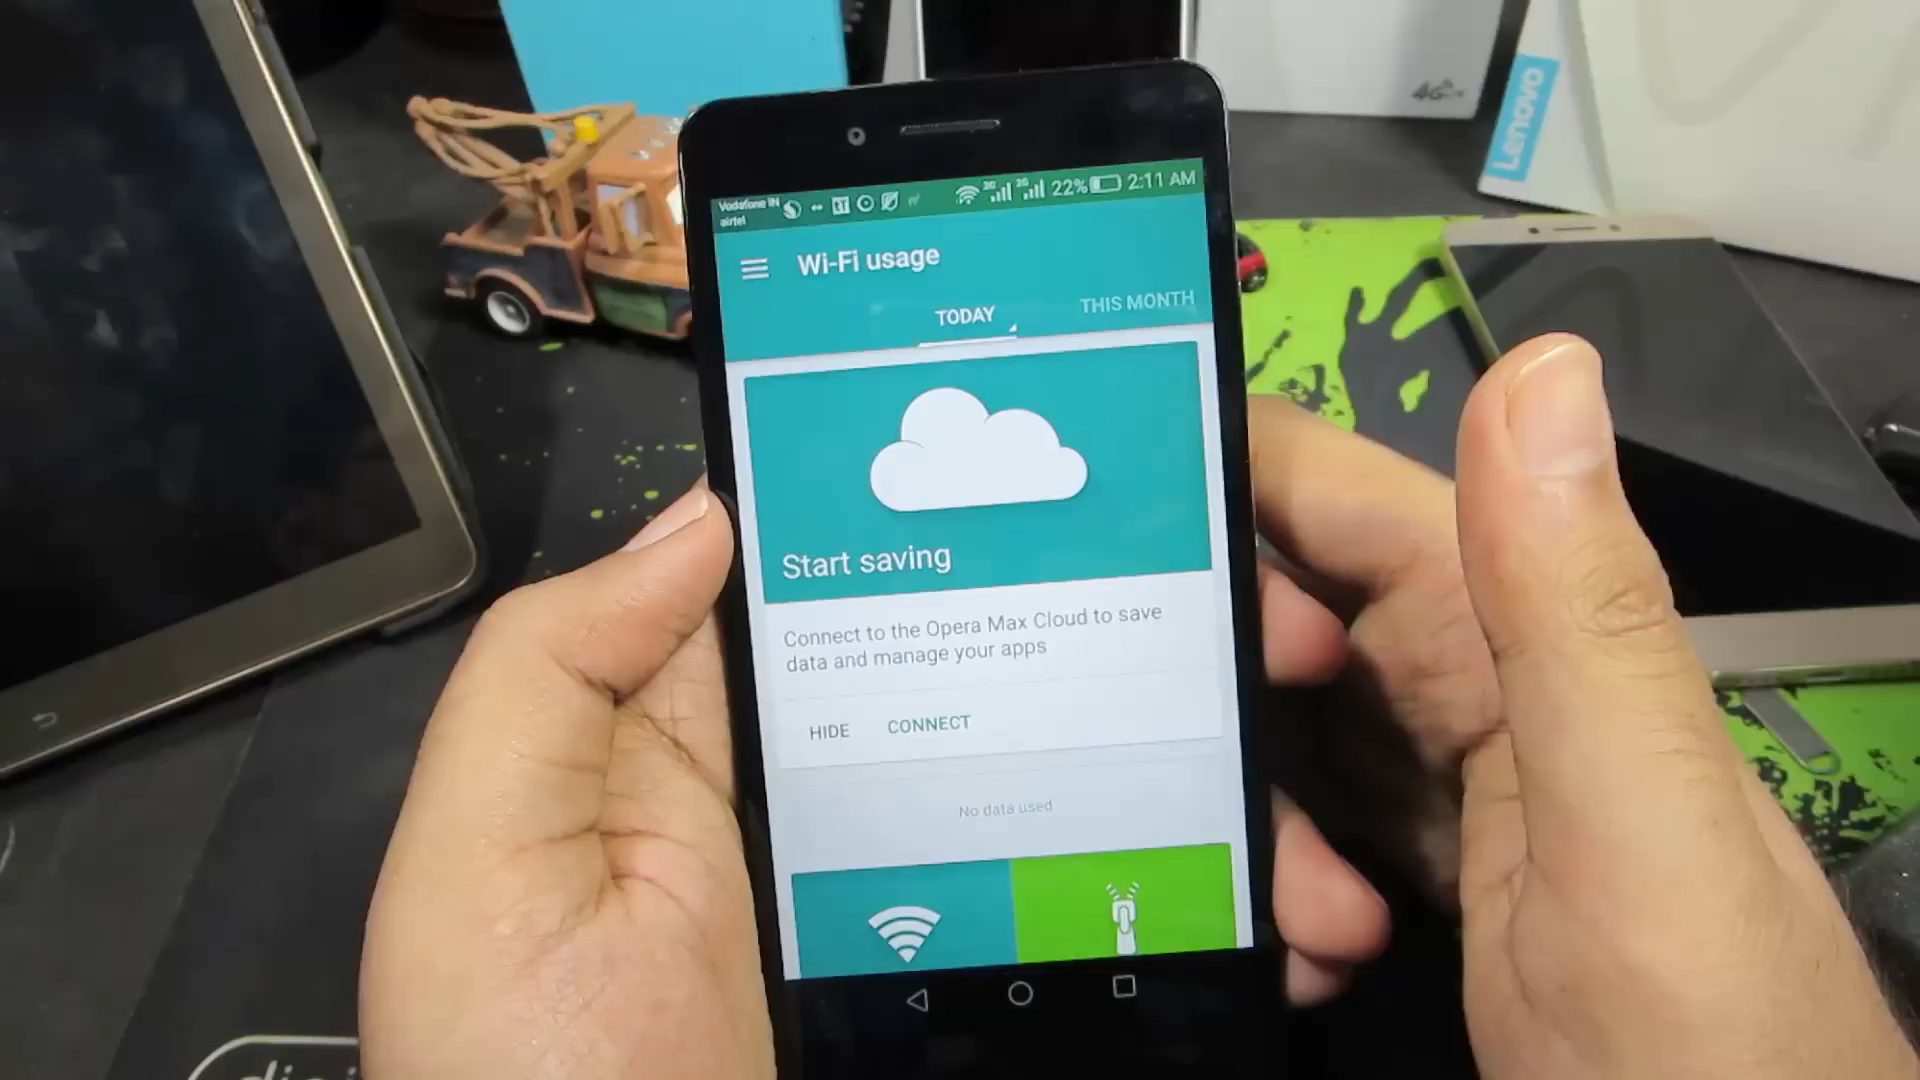 4G
Lenovo
Vodafone IN
airtel
22%
2:11 AM
Wi-Fi usage
TODAY
THIS MONTH
Start saving
Connect to the Opera Max Cloud to save
data and manage your apps
HIDE
CONNECT
No data used